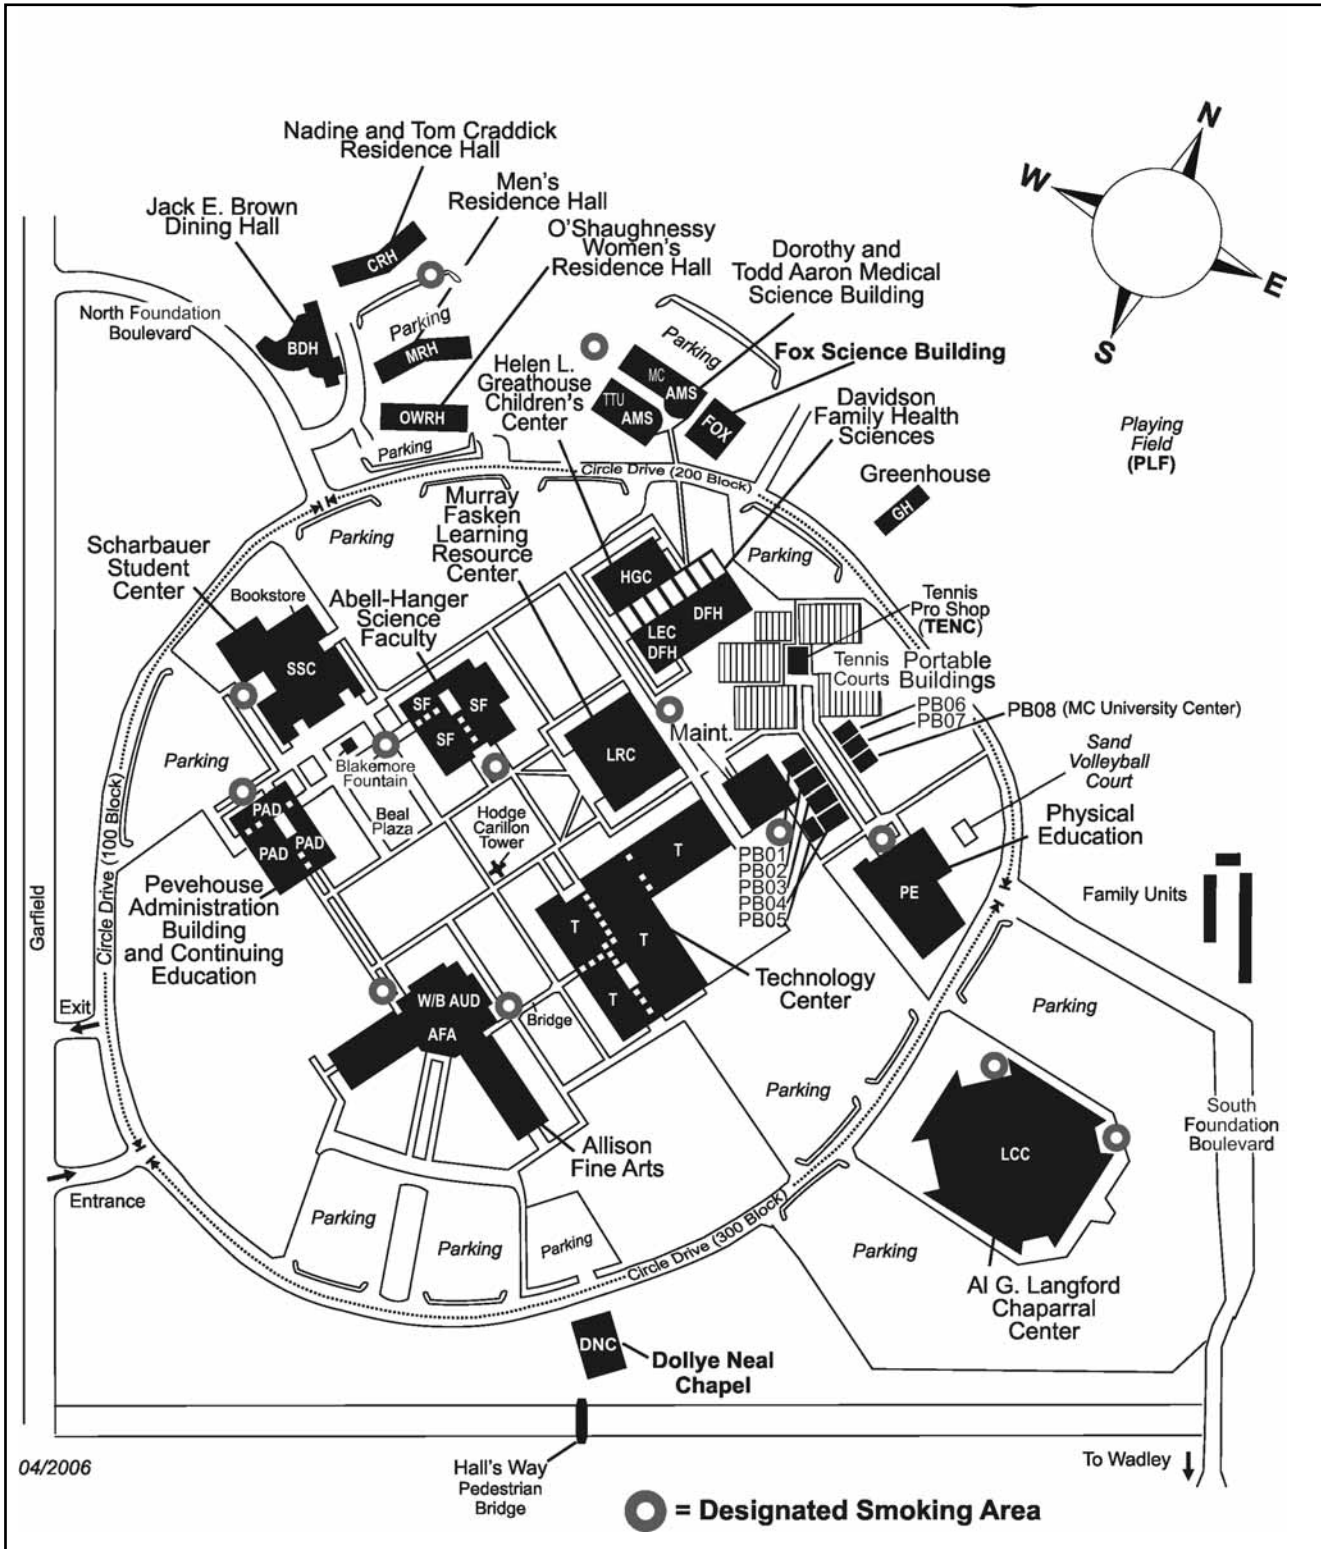 Nadine and Tom Craddick
Residence Hall
Men's
Residence Hall
Jack E. Brown
Dining Hall
O'Shaughnessy
Women's
Residence Hall
Dorothy and
Todd Aaron Medical
Science Building
N
W
E
S
CRH
North Foundation
Boulevard
Parking
BDH
MRH
OWRH
Parking
Helen L.
Greathouse
Children's
Center
Parking
MC
AMS
TTU
AMS
FOX
Fox Science Building
Davidson
Family Health
Sciences
Playing
Field
(PLF)
Greenhouse
GH
Circle Drive (200 Block)
Murray
Fasken
Learning
Resource
Center
Parking
Parking
Scharbauer
Student
Center
Bookstore
Abell-Hanger
Science
Faculty
HGC
DFH
LEC
DFH
Tennis
Pro Shop
(TENC)
Tennis
Courts
Portable
Buildings
PB06
PB07
PB08 (MC University Center)
SSC
SF
SF
SF
LRC
Maint.
Sand
Volleyball
Court
Physical
Education
Parking
Blakemore
Fountain
Beal
Plaza
Hodge
Carillon
Tower
PAD
PAD
PAD
T
T
T
T
PB01
PB02
PB03
PB04
PB05
PE
Family Units
Garfield
Circle Drive (100 Block)
Pevehouse
Administration
Building
and Continuing
Education
Technology
Center
W/B AUD
AFA
Bridge
Exit
Parking
Parking
LCC
South
Foundation
Boulevard
Allison
Fine Arts
Entrance
Parking
Parking
Parking
Circle Drive (300 Block)
Parking
Al G. Langford
Chaparral
Center
DNC
Dollye Neal
Chapel
04/2006
Hall's Way
Pedestrian
Bridge
To Wadley
= Designated Smoking Area